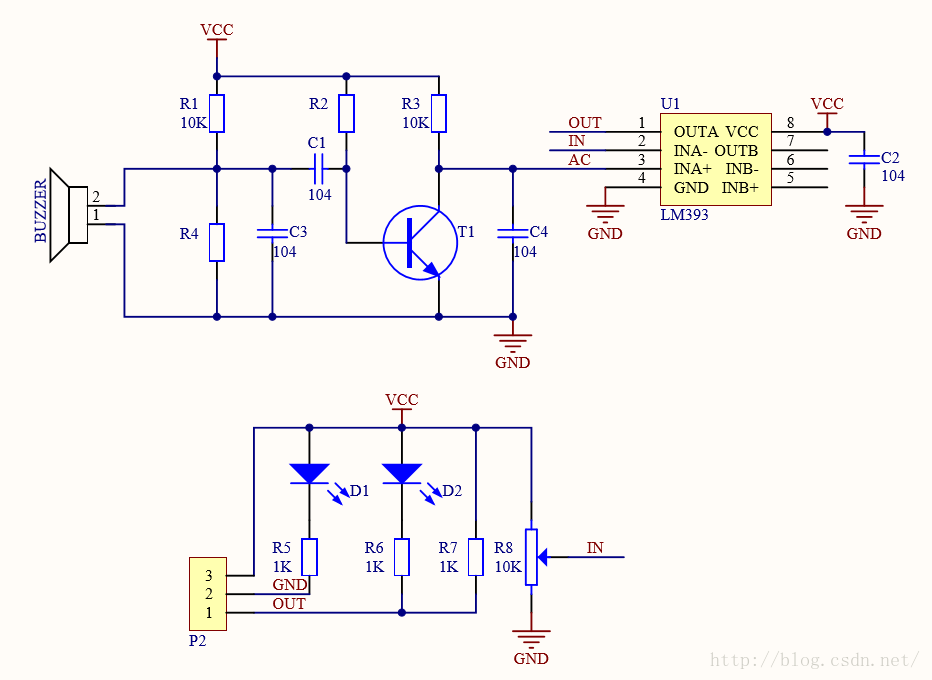 VCC
R1
10K
R2
R3
10K
C1
104
BUZZER
2
1
R4
C3
104
T1
C4
104
GND
OUT
IN
AC
1
2
3
4
U1
OUTA VCC
INA- OUTB
INA+ INB-
GND INB+
LM393
8
7
6
5
VCC
C2
104
GND
GND
VCC
D1
D2
R5
1K
R6
1K
R7
1K
R8
10K
IN
3
2
1
GND
OUT
P2
GND
http://blog.csdn.net/